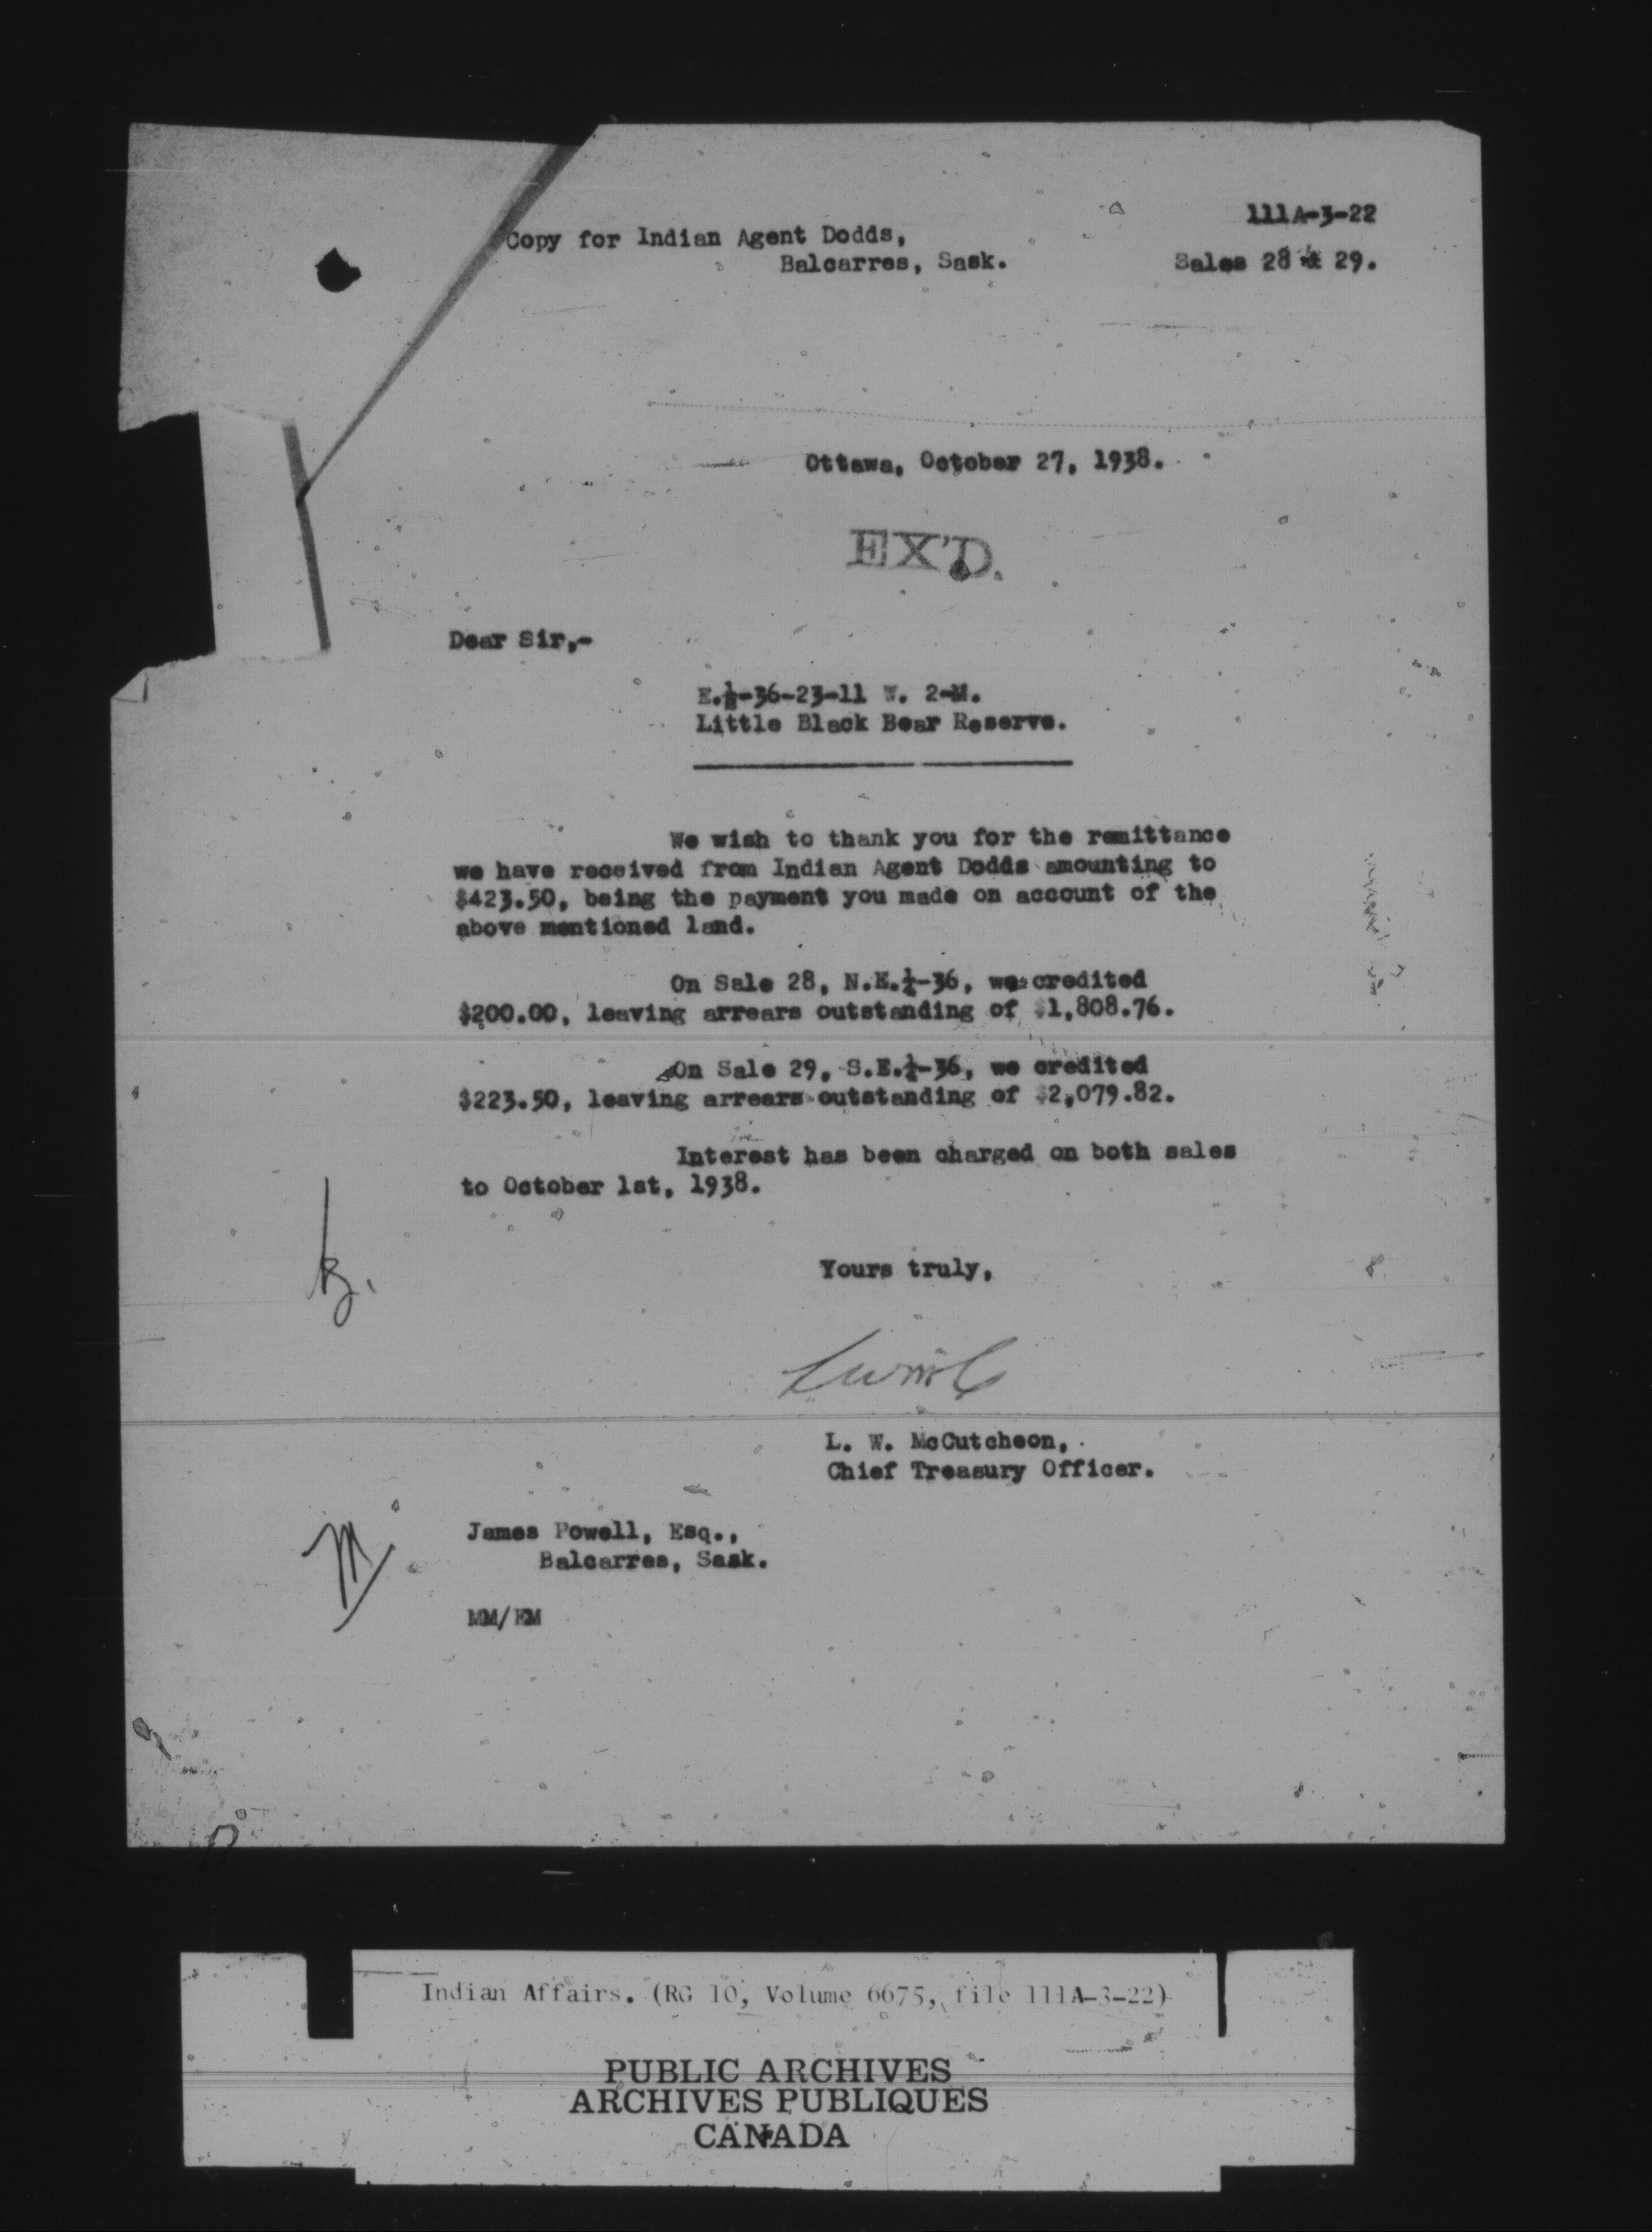 Copy for Indian Agent Dodds,
Balcarres, Sask.
111A-3-22
Sales 28 & 29.
Ottawa, October 27, 1938.
EX'D.
Dear Sir,-
E.½-36-23-11 W. 2-M.
Little Black Bear Reserve.
We wish to thank you for the remittance
we have received from Indian Agent Dodds amounting to
$423.50, being the payment you made on account of the
above mentioned land.
On Sale 28, N.E.¼-36, we credited
$200.00, leaving arrears outstanding of $1,808.76.
On Sale 29, S.E.¼-36, we credited
$223.50, leaving arrears outstanding of $2,079.82.
Interest has been charged on both sales
to October 1st, 1938.
Yours truly,
L. W. McCutcheon,
Chief Treasury Officer.
James Powell, Esq.,
Balcarres, Sask.
M
MM/EM
Indian Affairs. (RG 10, Volume 6675, file 111A-3-22)
PUBLIC ARCHIVES
ARCHIVES PUBLIQUES
CANADA